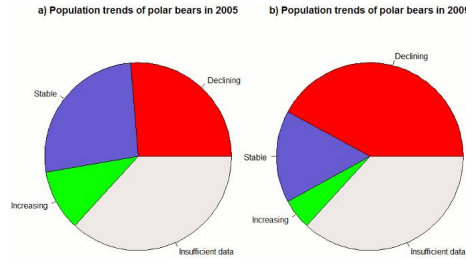 a) Population trends of polar bears in 2005
Declining
Stable
Increasing
Insufficient data
b) Population trends of polar bears in 2009
Declining
Stable
Increasing
Insufficient data